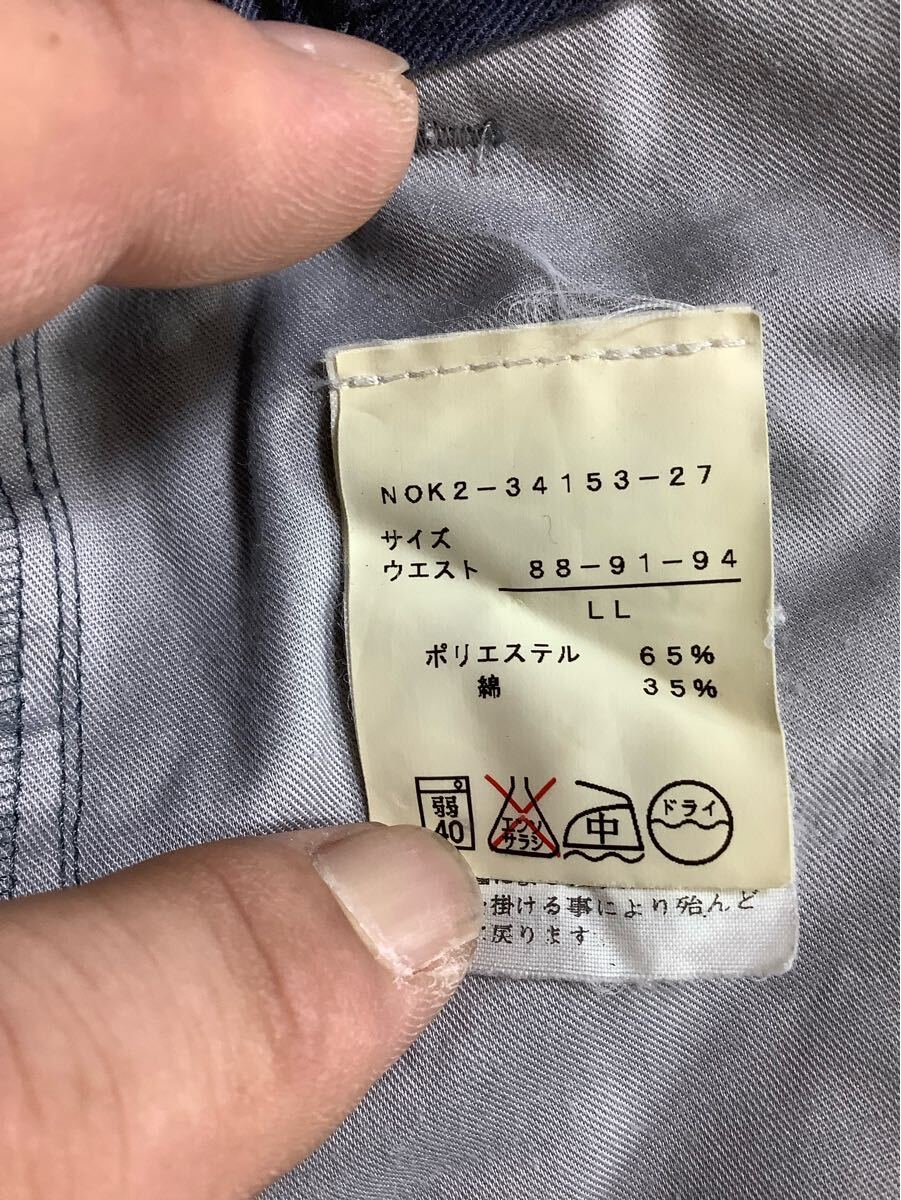 NOK2-34153-27
サイズ
ウエスト 88-91-94
LL
ポリエステル 65%
綿 35%
弱 40
エンソ サラシ 中 ドライ
掛ける事により殆んど
戻ります